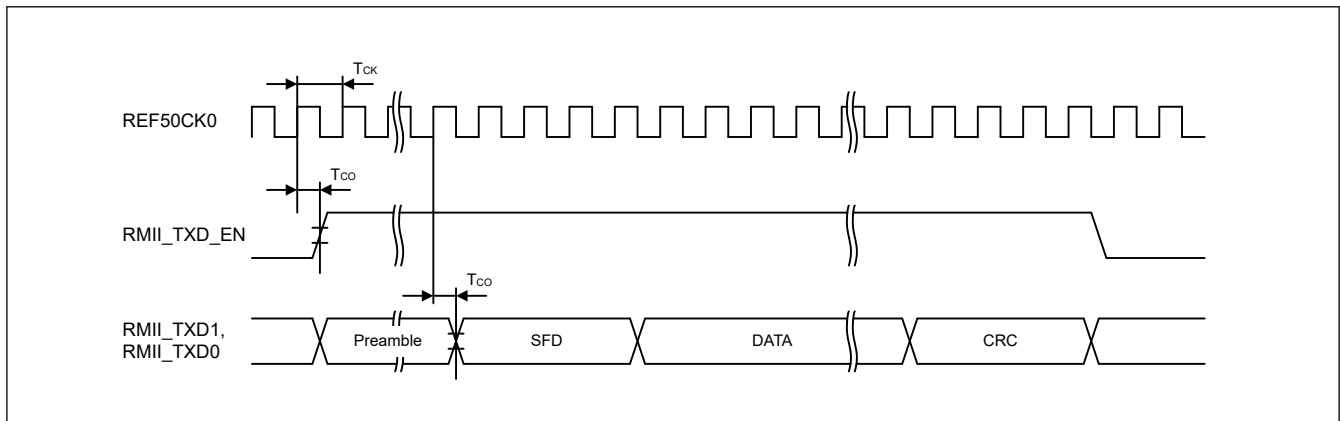 TCK
REF50CK0
TCO
RMII_TXD_EN
TCO
RMII_TXD1,
RMII_TXD0
Preamble SFD DATA CRC